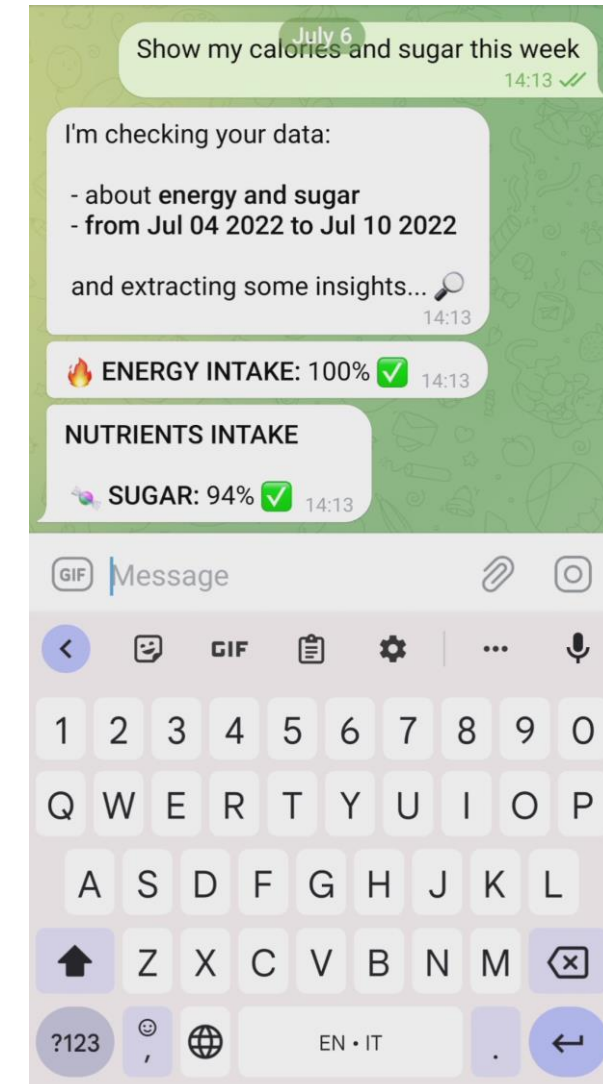 July 6
Show my calories and sugar this week
14:13
I'm checking your data:
- about energy and sugar
- from Jul 04 2022 to Jul 10 2022
and extracting some insights... 🔎
14:13
🔥 ENERGY INTAKE: 100% ✅ 14:13
NUTRIENTS INTAKE
🍬 SUGAR: 94% ✅ 14:13
GIF Message
GIF
1 2 3 4 5 6 7 8 9 0
Q W E R T Y U I O P
A S D F G H J K L
Z X C V B N M
?123 , EN • IT .